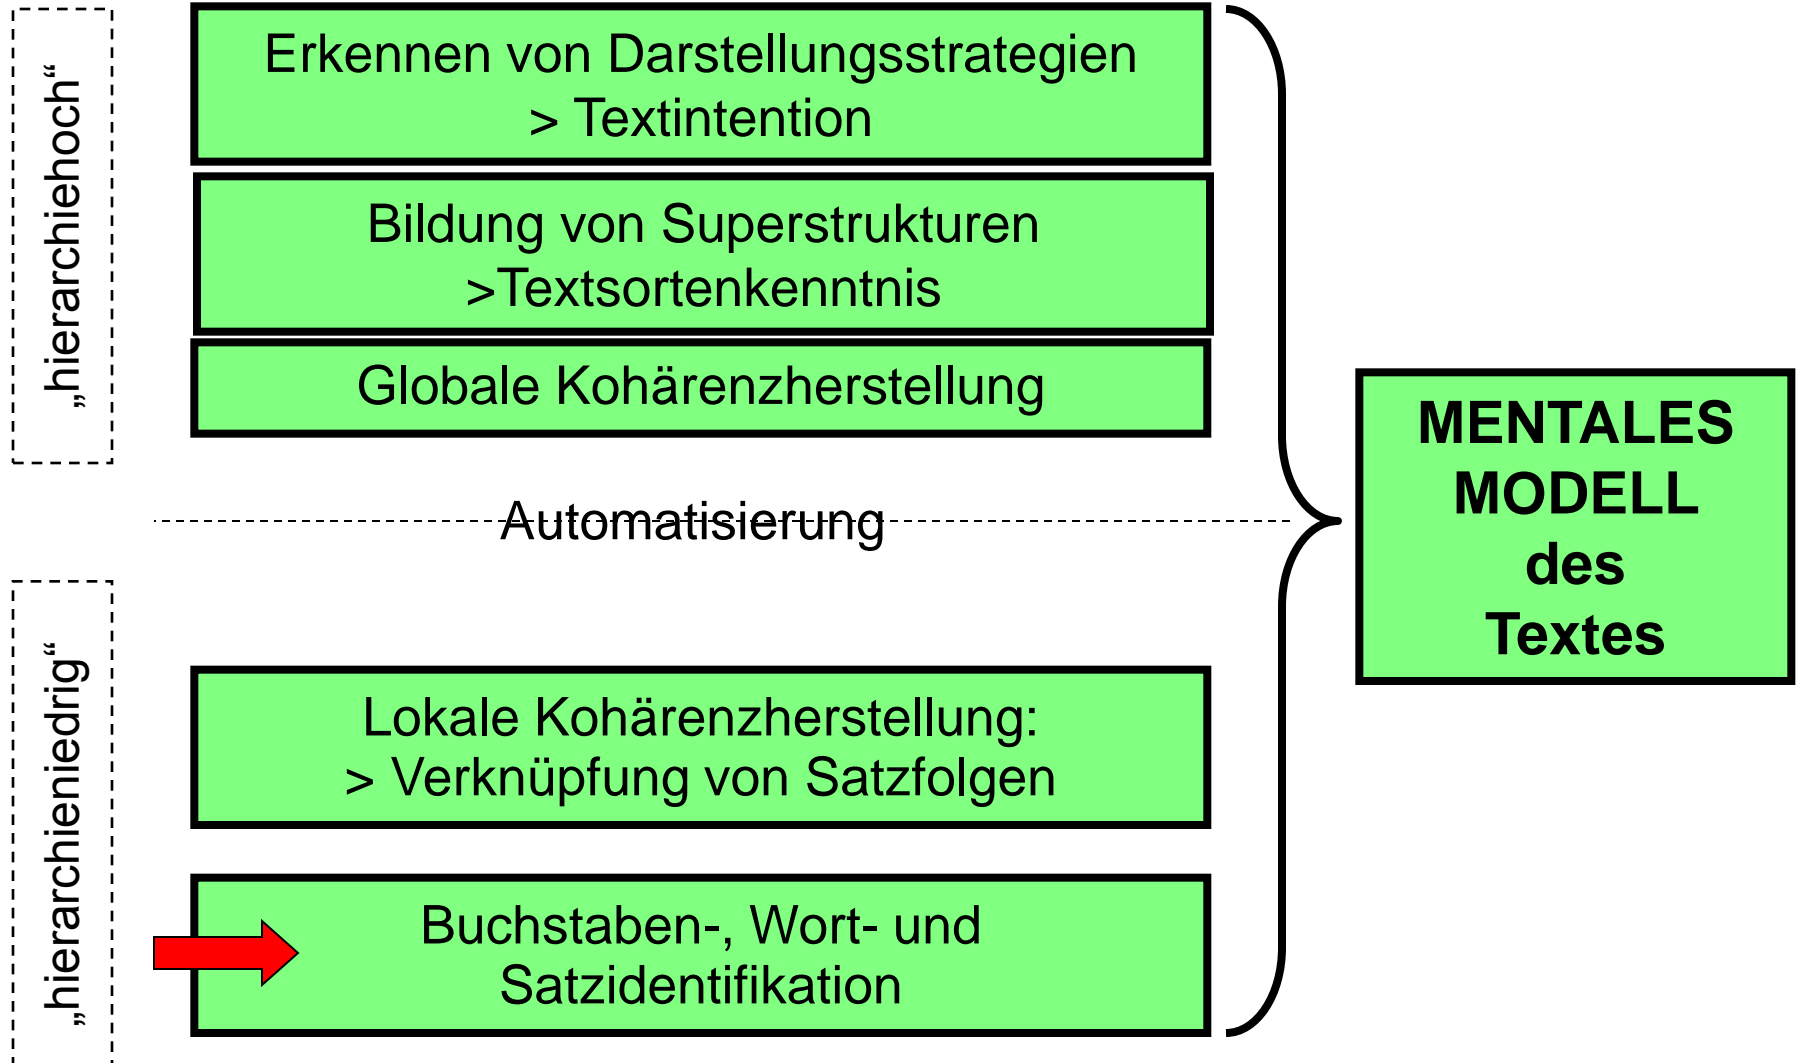 „hierarchiehoch“
Erkennen von Darstellungsstrategien
> Textintention
Bildung von Superstrukturen
>Textsortenkenntnis
Globale Kohärenzherstellung
Automatisierung
„hierarchieniedrig“
Lokale Kohärenzherstellung:
> Verknüpfung von Satzfolgen
Buchstaben-, Wort- und
Satzidentifikation
MENTALES
MODELL
des
Textes